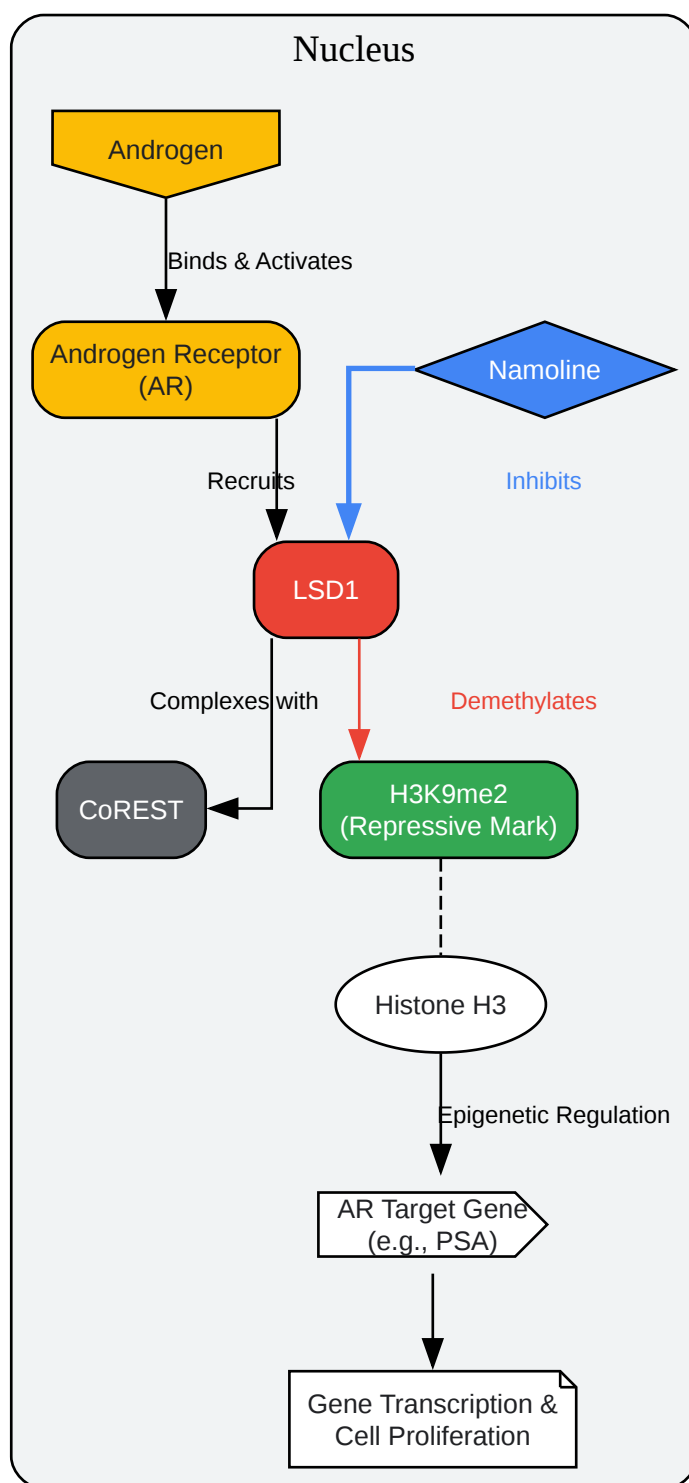 Nucleus
Androgen
Binds & Activates
Androgen Receptor
(AR)
Namoline
Recruits
Inhibits
LSD1
Complexes with
Demethylates
CoREST
H3K9me2
(Repressive Mark)
Histone H3
Epigenetic Regulation
AR Target Gene
(e.g., PSA)
Gene Transcription &
Cell Proliferation